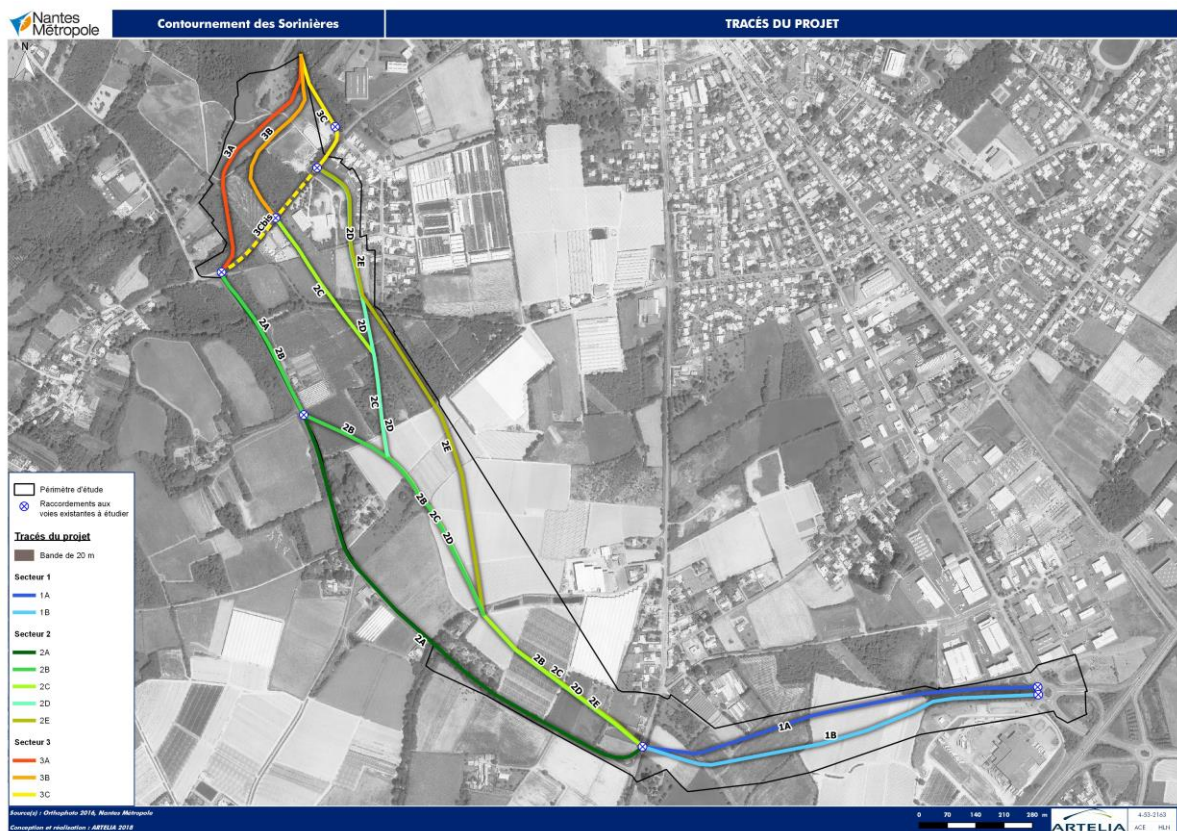 Nantes
Métropole
Contournement des Sorinières
TRACÉS DU PROJET
N
3C
3B
3A
3Cbis
2D
2E
2C
2D
2A
2B
2C
2D
2B
2E
2B
2C
2D
2A
2B
2C
2D
2E
1A
1B
Périmètre d'étude
Raccordements aux
voies existantes à étudier
Tracés du projet
Bande de 20 m
Secteur 1
1A
1B
Secteur 2
2A
2B
2C
2D
2E
Secteur 3
3A
3B
3C
Source(s) : Orthophoto 2016, Nantes Métropole
Conception et réalisation : ARTELIA 2018
0 70 140 210 280 m
ARTELIA
4-53-2163
ACE HLH